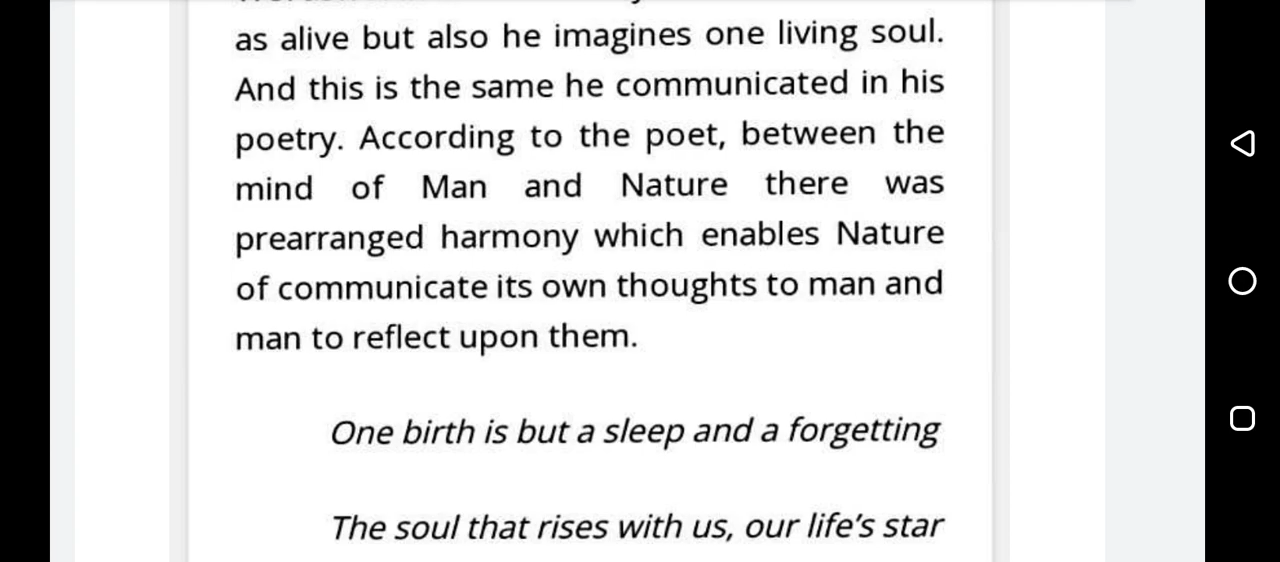 as alive but also he imagines one living soul.
And this is the same he communicated in his
poetry. According to the poet, between the
mind of Man and Nature there was
prearranged harmony which enables Nature
of communicate its own thoughts to man and
man to reflect upon them.
One birth is but a sleep and a forgetting
The soul that rises with us, our life's star